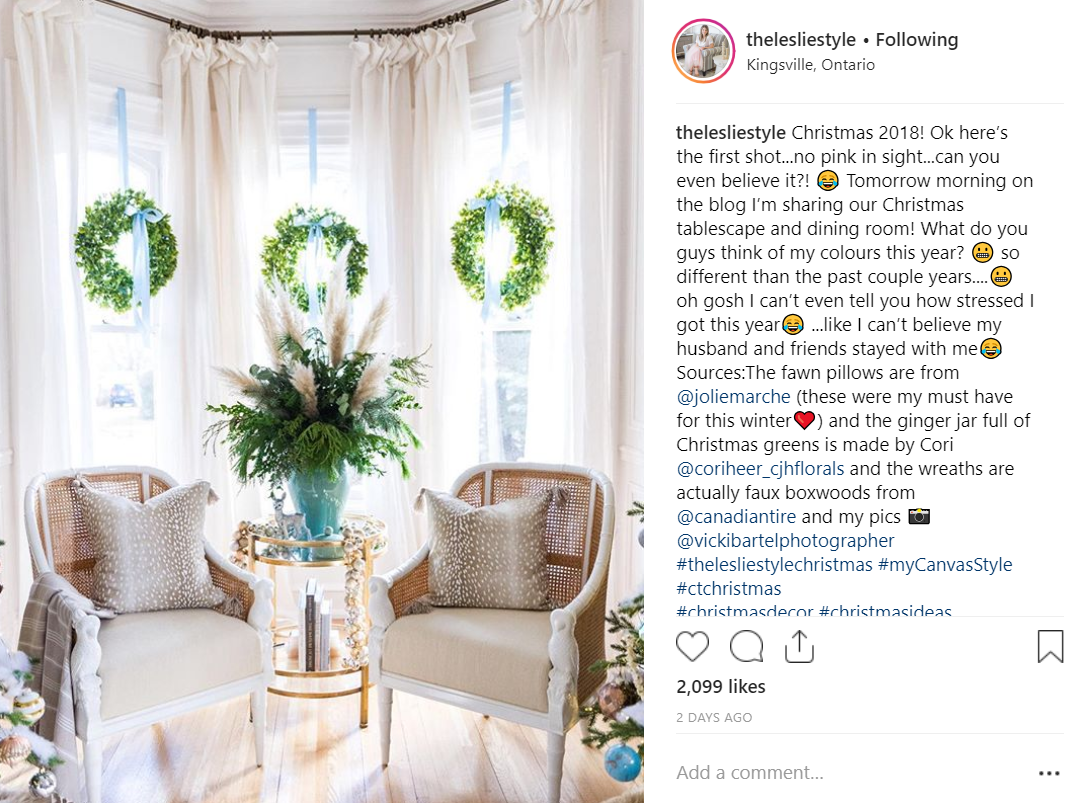 thelesliestyle • Following
Kingsville, Ontario
thelesliestyle Christmas 2018! Ok here's
the first shot...no pink in sight...can you
even believe it?! 😂 Tomorrow morning on
the blog I'm sharing our Christmas
tablescape and dining room! What do you
guys think of my colours this year? 😬 so
different than the past couple years....😬
oh gosh I can't even tell you how stressed I
got this year😂 ...like I can't believe my
husband and friends stayed with me😂
Sources:The fawn pillows are from
@joliemarche (these were my must have
for this winter❤️) and the ginger jar full of
Christmas greens is made by Cori
@coriheer_cjhflorals and the wreaths are
actually faux boxwoods from
@canadiantire and my pics 📷
@vickibartelphotographer
#thelesliestylechristmas #myCanvasStyle
#ctchristmas
#christmasdecor #christmasideas
2,099 likes
2 DAYS AGO
Add a comment...